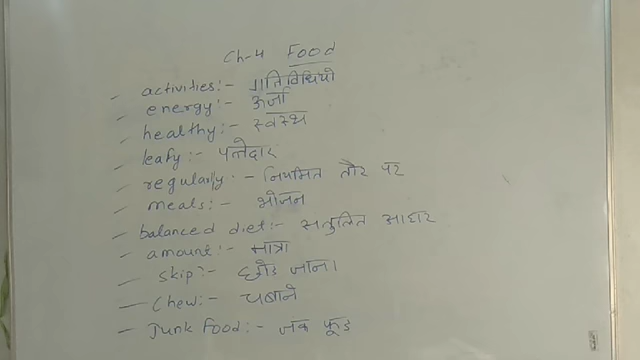 Ch-4 Food
activities:- गतिविधियो
energy:- ऊर्जा
healthy:- स्वस्थ
leafy:- पत्तेदार
regularly:- नियमित तौर पर
meals:- भोजन
balanced diet:- सतुलित आहार
amount:- मात्रा
skip:- छोड जाना
Chew:- चबाने
Junk Food:- जंक फूड